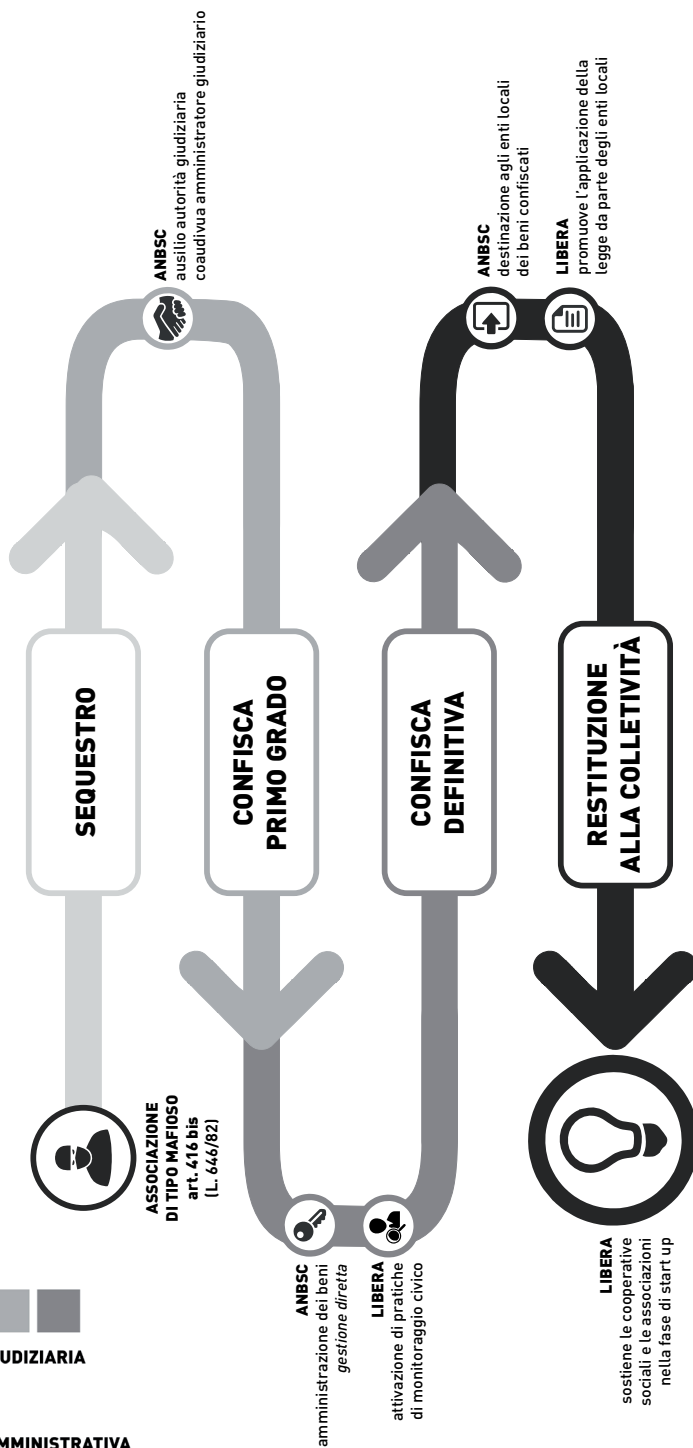 ASSOCIAZIONE
DI TIPO MAFIOSO
art. 416 bis
(L. 646/82)
SEQUESTRO
ANBSC
ausilio autorità giudiziaria
coaudivua amministratore giudiziario
CONFISCA
PRIMO GRADO
ANBSC
amministrazione dei beni
gestione diretta
LIBERA
attivazione di pratiche
di monitoraggio civico
CONFISCA
DEFINITIVA
ANBSC
destinazione agli enti locali
dei beni confiscati
LIBERA
promuove l'applicazione della
legge da parte degli enti locali
RESTITUZIONE
ALLA COLLETIVITÀ
LIBERA
sostiene le cooperative
sociali e le associazioni
nella fase di start up
UDIZIARIA
MMINISTRATIVA